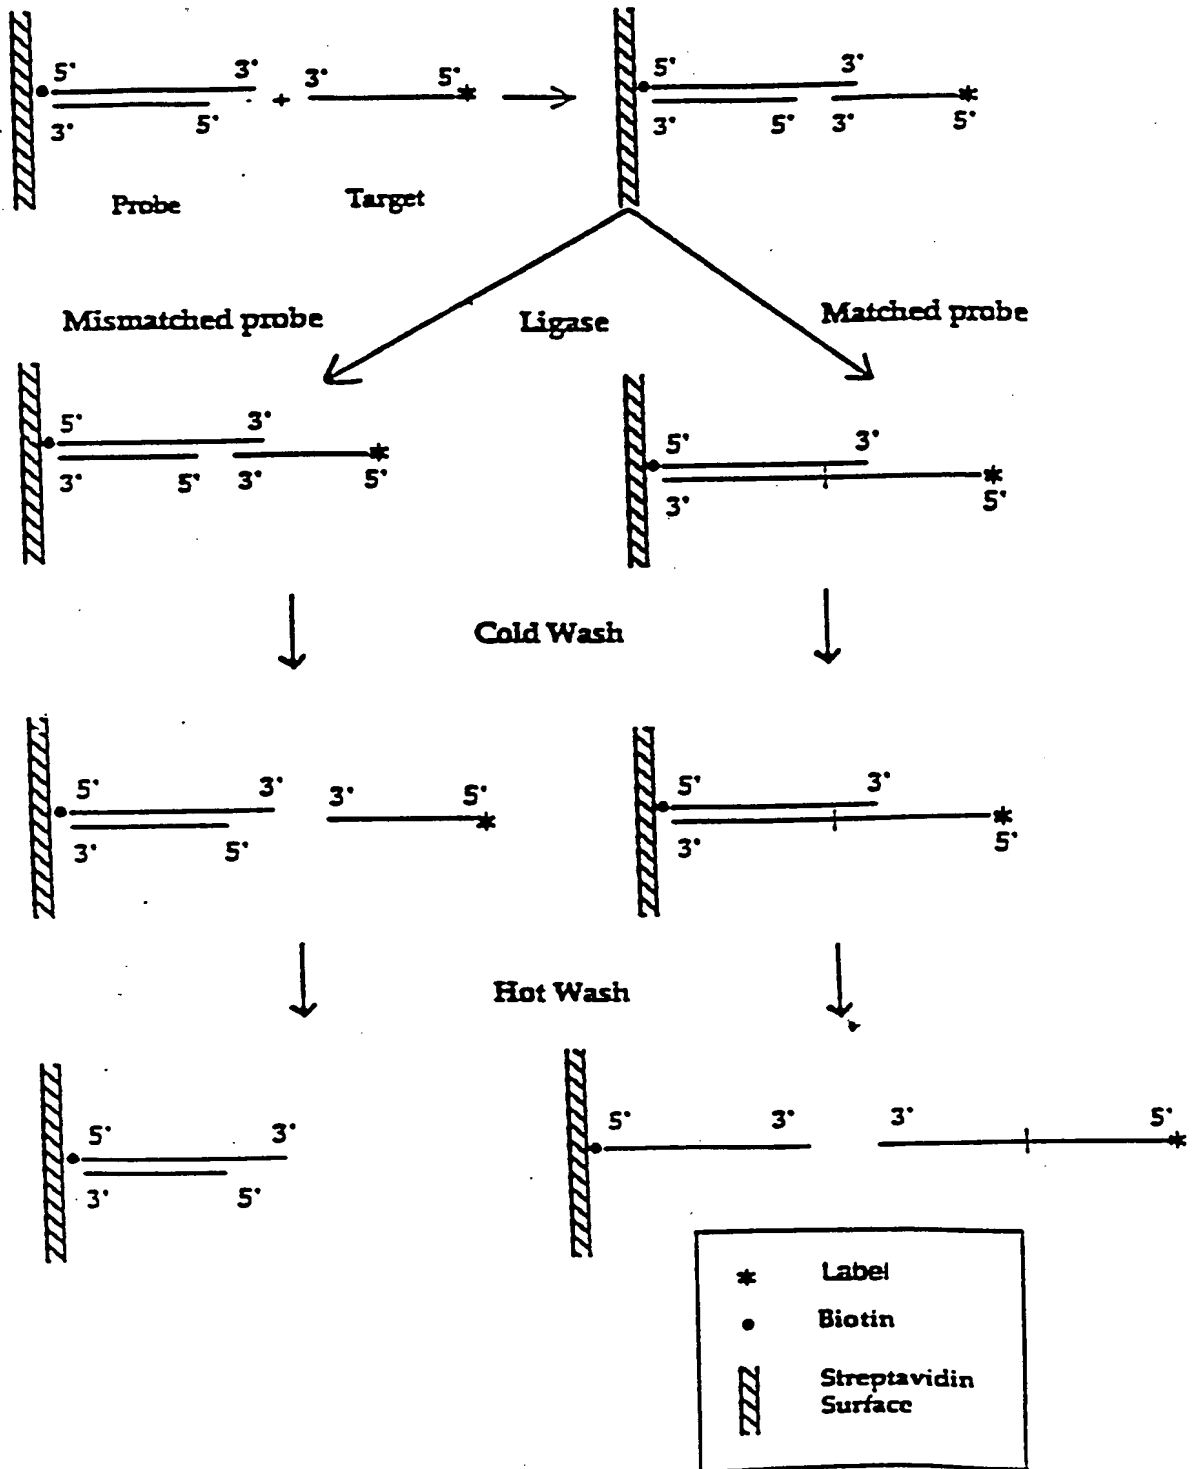 5' 3' + 3' 5' * 5' 3'
3' 5' 3' 5' 3' 5'
Probe Target
Mismatched probe Ligase Matched probe
5' 3' * 5' 3' *
3' 5' 3' 5' 3' 5'
Cold Wash
5' 3' 3' 5' * 5' 3' *
3' 5' 3' 5'
Hot Wash
5' 3' 5' 3' 3' 5' *
3' 5'
* Label
• Biotin
Streptavidin
Surface